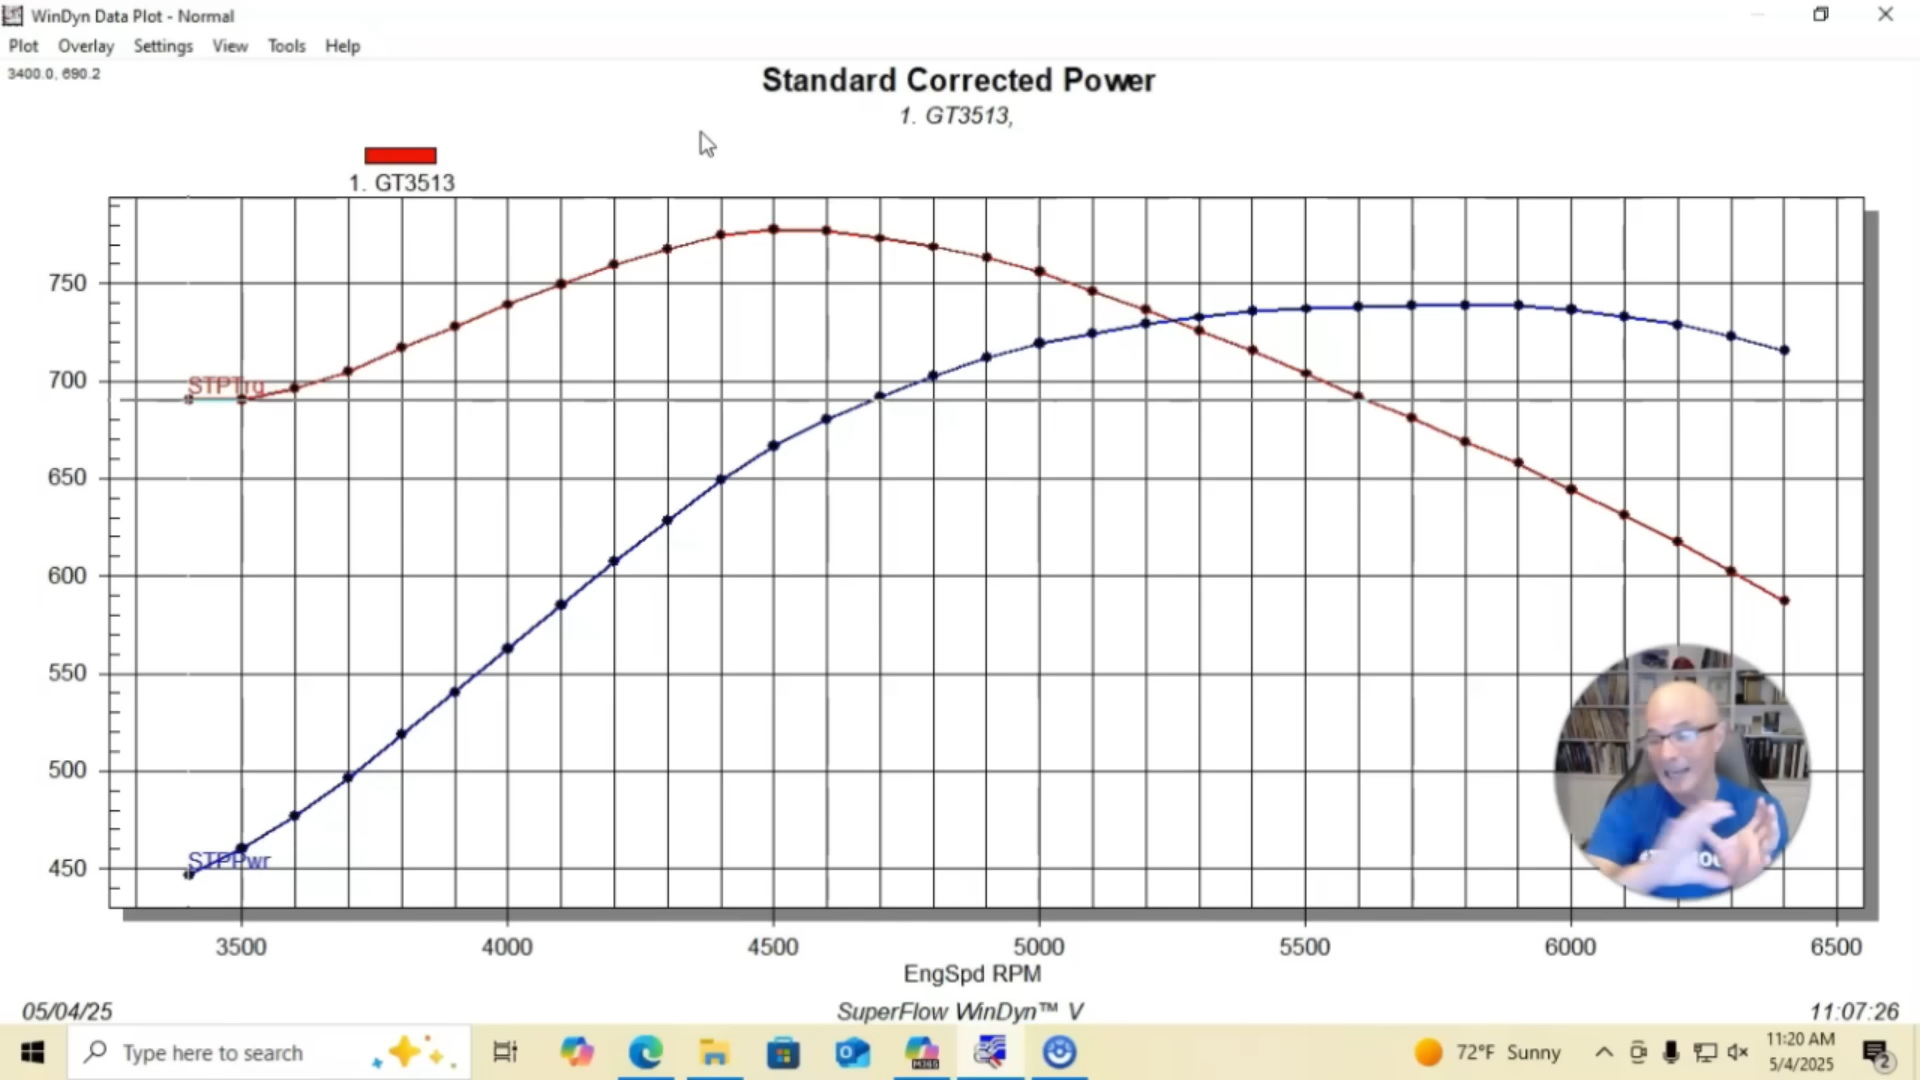 WinDyn Data Plot - Normal
Plot Overlay Settings View Tools Help
3400.0, 690.2
Standard Corrected Power
1. GT3513,
1. GT3513
750
700
650
600
550
500
450
STPTrq
STPPwr
3500 4000 4500 5000 5500 6000 6500
EngSpd RPM
05/04/25 SuperFlow WinDyn™ V 11:07:26
Type here to search
M365
72°F Sunny
11:20 AM
5/4/2025
2